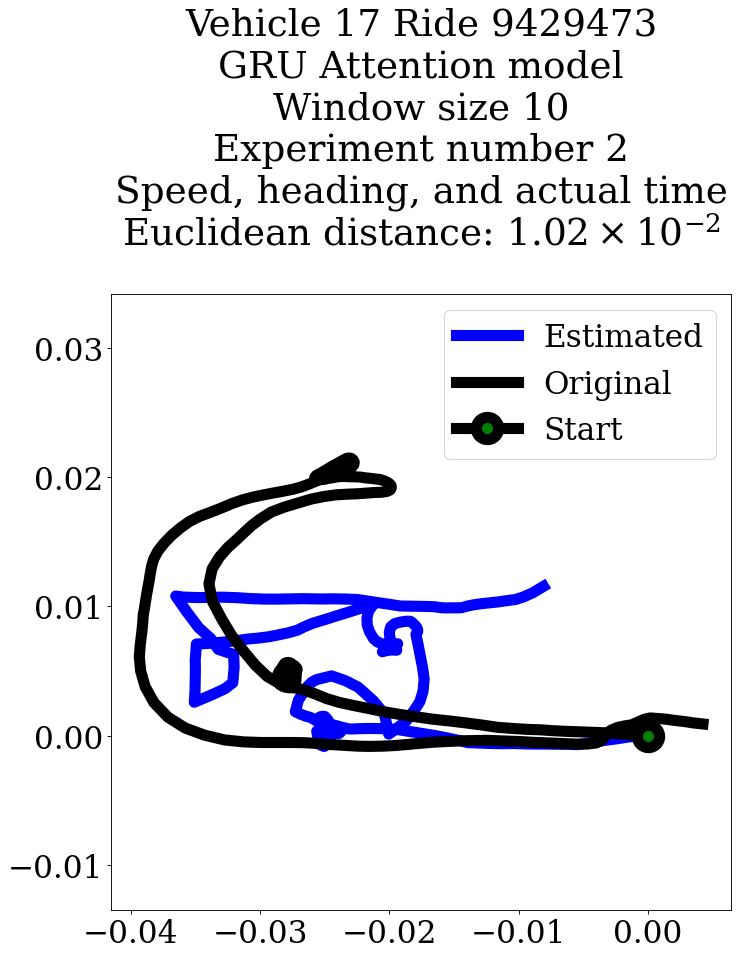 Vehicle 17 Ride 9429473
GRU Attention model
Window size 10
Experiment number 2
Speed, heading, and actual time
Euclidean distance: 1.02 × 10⁻²
Estimated
Original
Start
0.03
0.02
0.01
0.00
−0.01
−0.04 −0.03 −0.02 −0.01 0.00